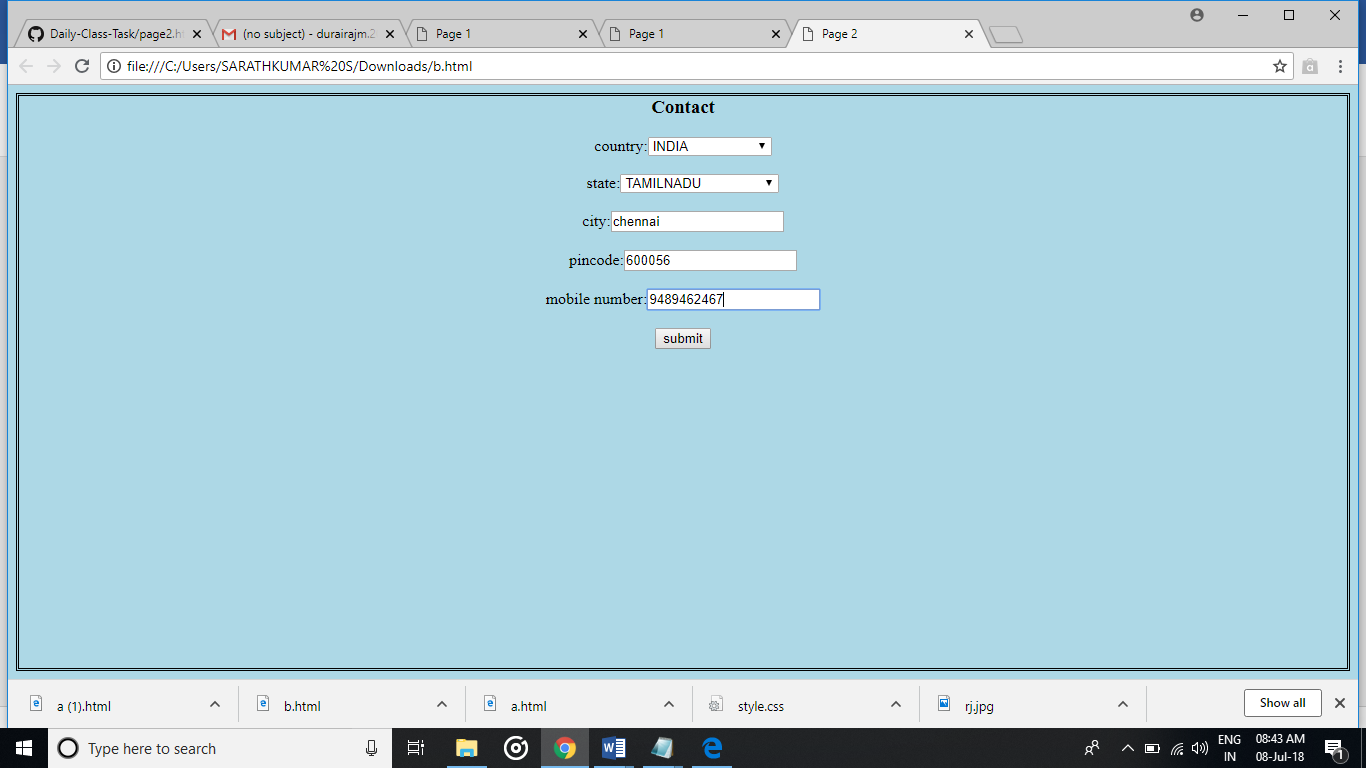 Daily-Class-Task/page2.h
(no subject) - durairajm.2
Page 1
Page 1
Page 2
file:///C:/Users/SARATHKUMAR%20S/Downloads/b.html
Contact
country: INDIA
state: TAMILNADU
city: chennai
pincode: 600056
mobile number: 9489462467
submit
a (1).html
b.html
a.html
style.css
rj.jpg
Show all
Type here to search
ENG
IN
08:43 AM
08-Jul-18
1